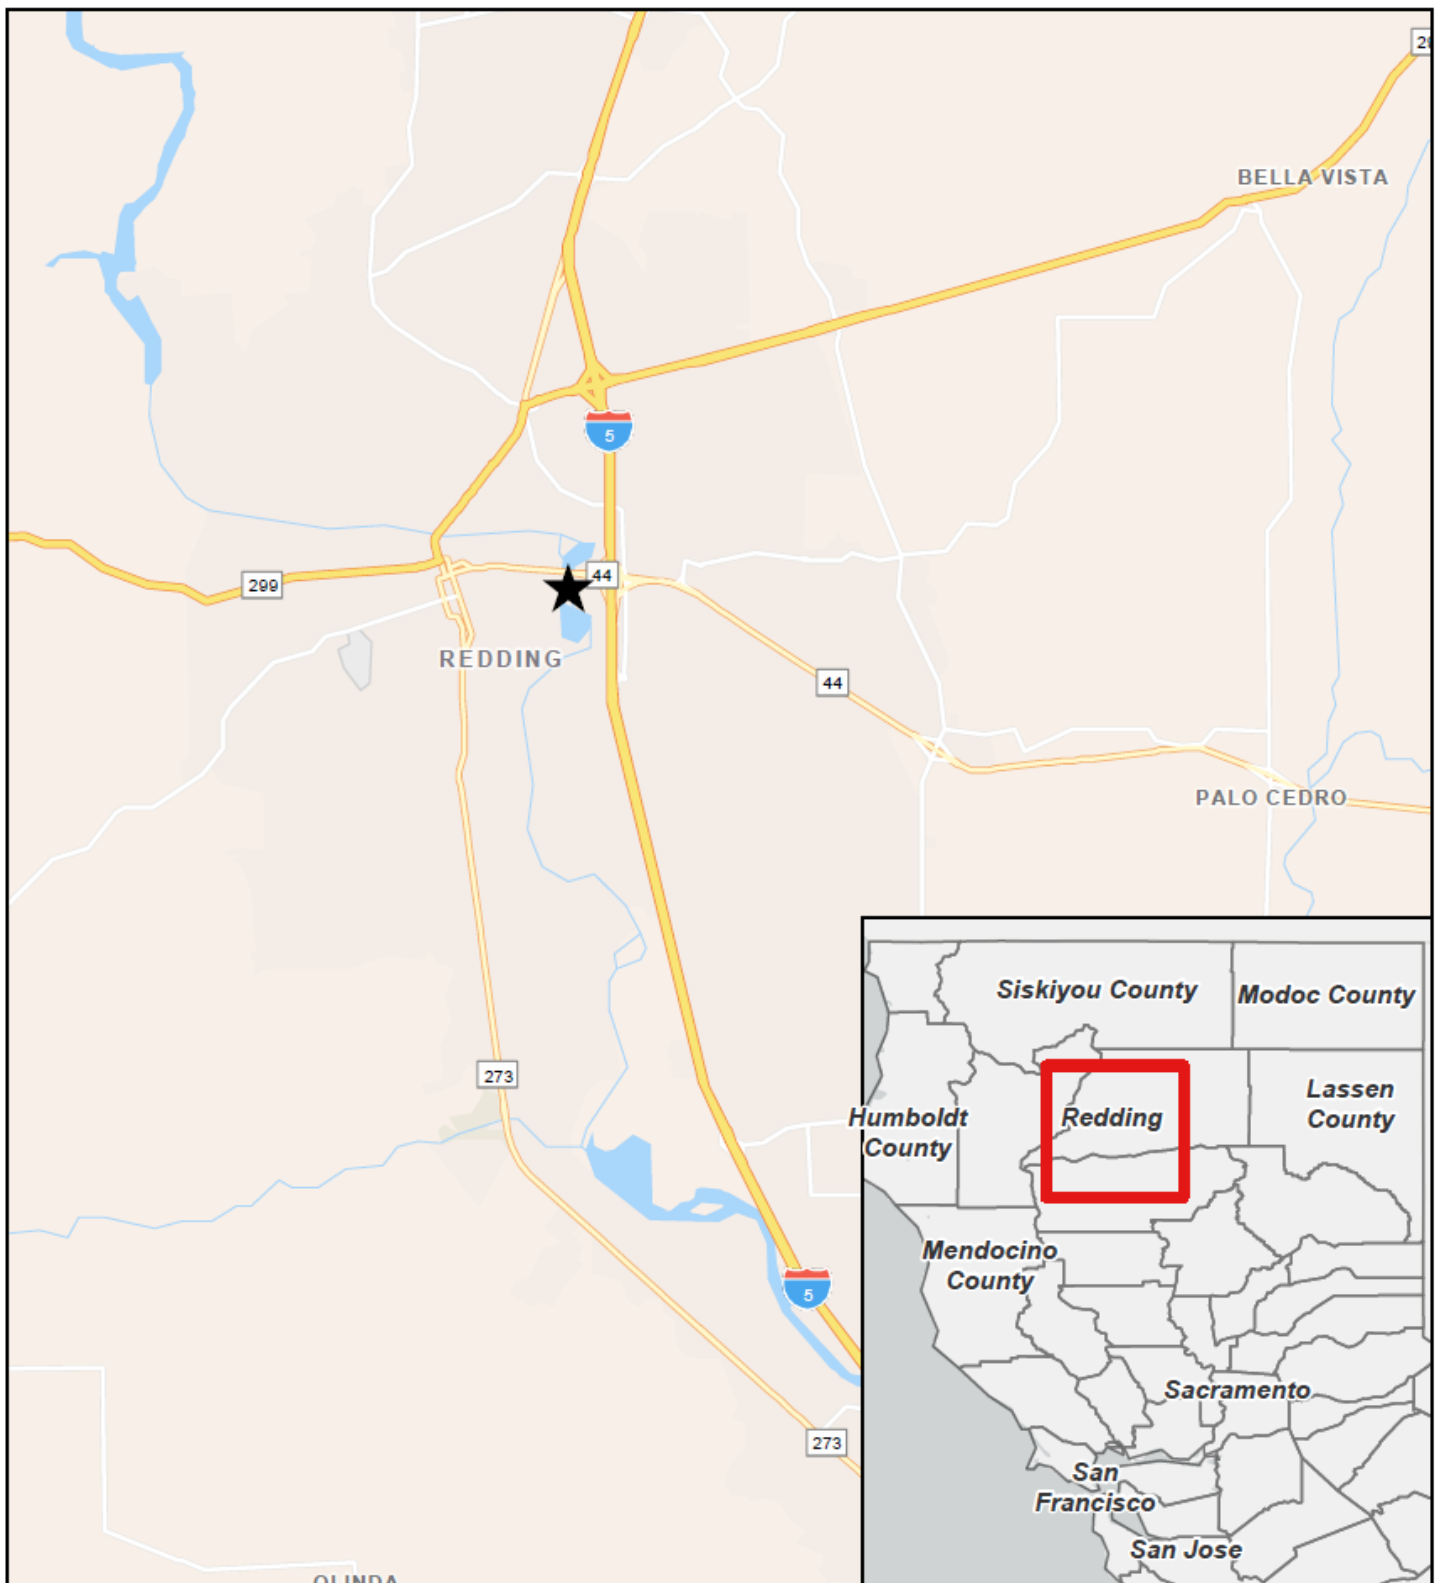 BELLA VISTA
5
299
44
REDDING
44
PALO CEDRO
Siskiyou County
Modoc County
273
Humboldt
County
Redding
Lassen
County
Mendocino
County
5
Sacramento
273
San
Francisco
San Jose
OLINDA